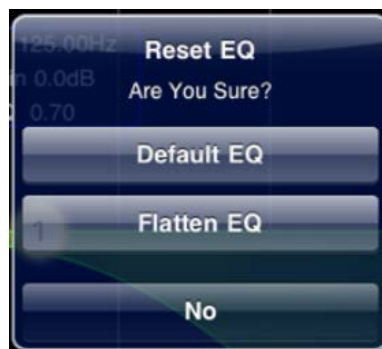 125.00Hz
Reset EQ
n 0.0dB
Are You Sure?
0.70
Default EQ
1
Flatten EQ
No